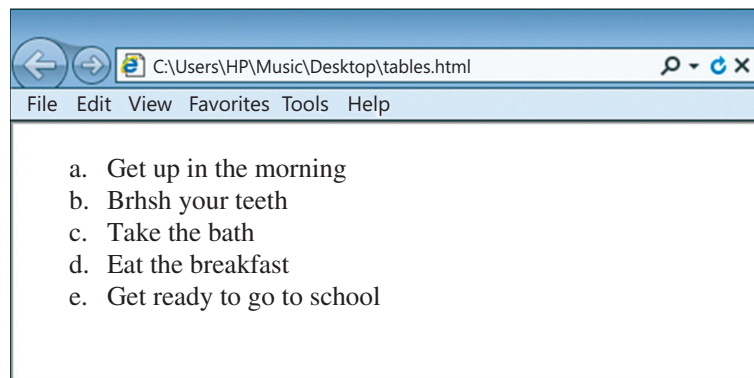 C:\Users\HP\Music\Desktop\tables.html
File Edit View Favorites Tools Help
a. Get up in the morning
b. Brhsh your teeth
c. Take the bath
d. Eat the breakfast
e. Get ready to go to school